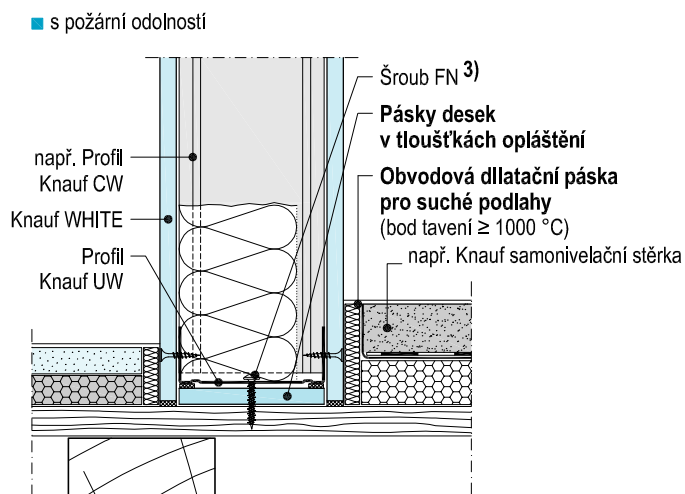 s požární odolností
Šroub FN 3)
Pásky desek
v tloušťkách opláštění
např. Profil
Knauf CW
Obvodová dllatační páska
pro suché podlahy
(bod tavení ≥ 1000 °C)
Knauf WHITE
např. Knauf samonivelační stěrka
Profil
Knauf UW